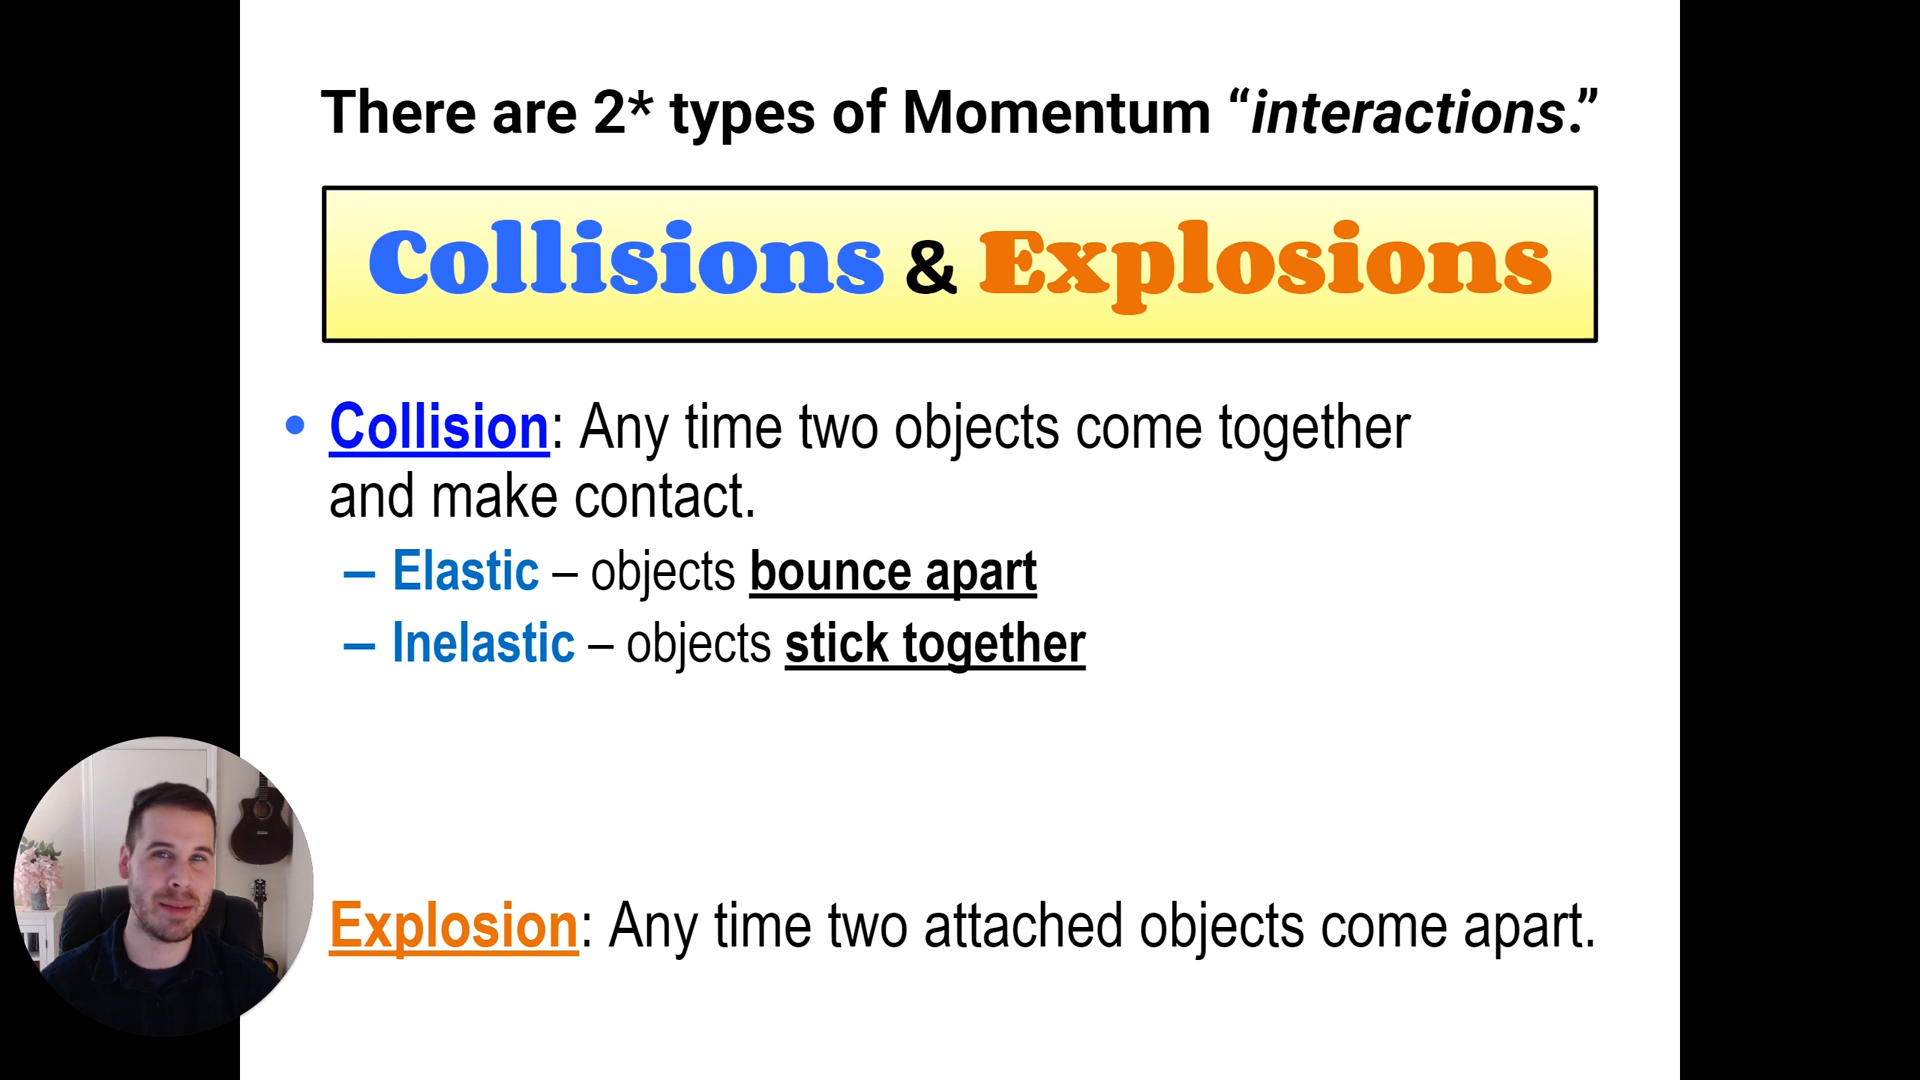 There are 2* types of Momentum “interactions.”
Collisions & Explosions
• Collision: Any time two objects come together
and make contact.
– Elastic – objects bounce apart
– Inelastic – objects stick together
Explosion: Any time two attached objects come apart.